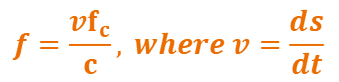 f = vf_c / c, where v = ds / dt